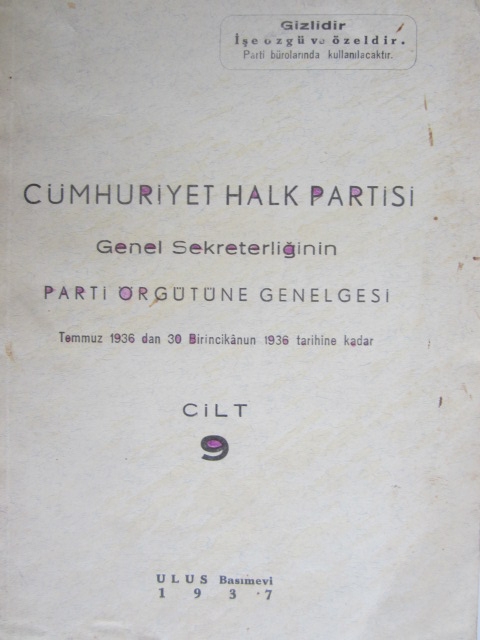 Gizlidir
İşe özgü ve özeldir.
Parti bürolarında kullanılacaktır.
CÜMHURİYET HALK PARTİSİ
Genel Sekreterliğinin
PARTİ ÖRGÜTÜNE GENELGESİ
Temmuz 1936 dan 30 Birincikânun 1936 tarihine kadar
CİLT
9
ULUS Basımevi
1937